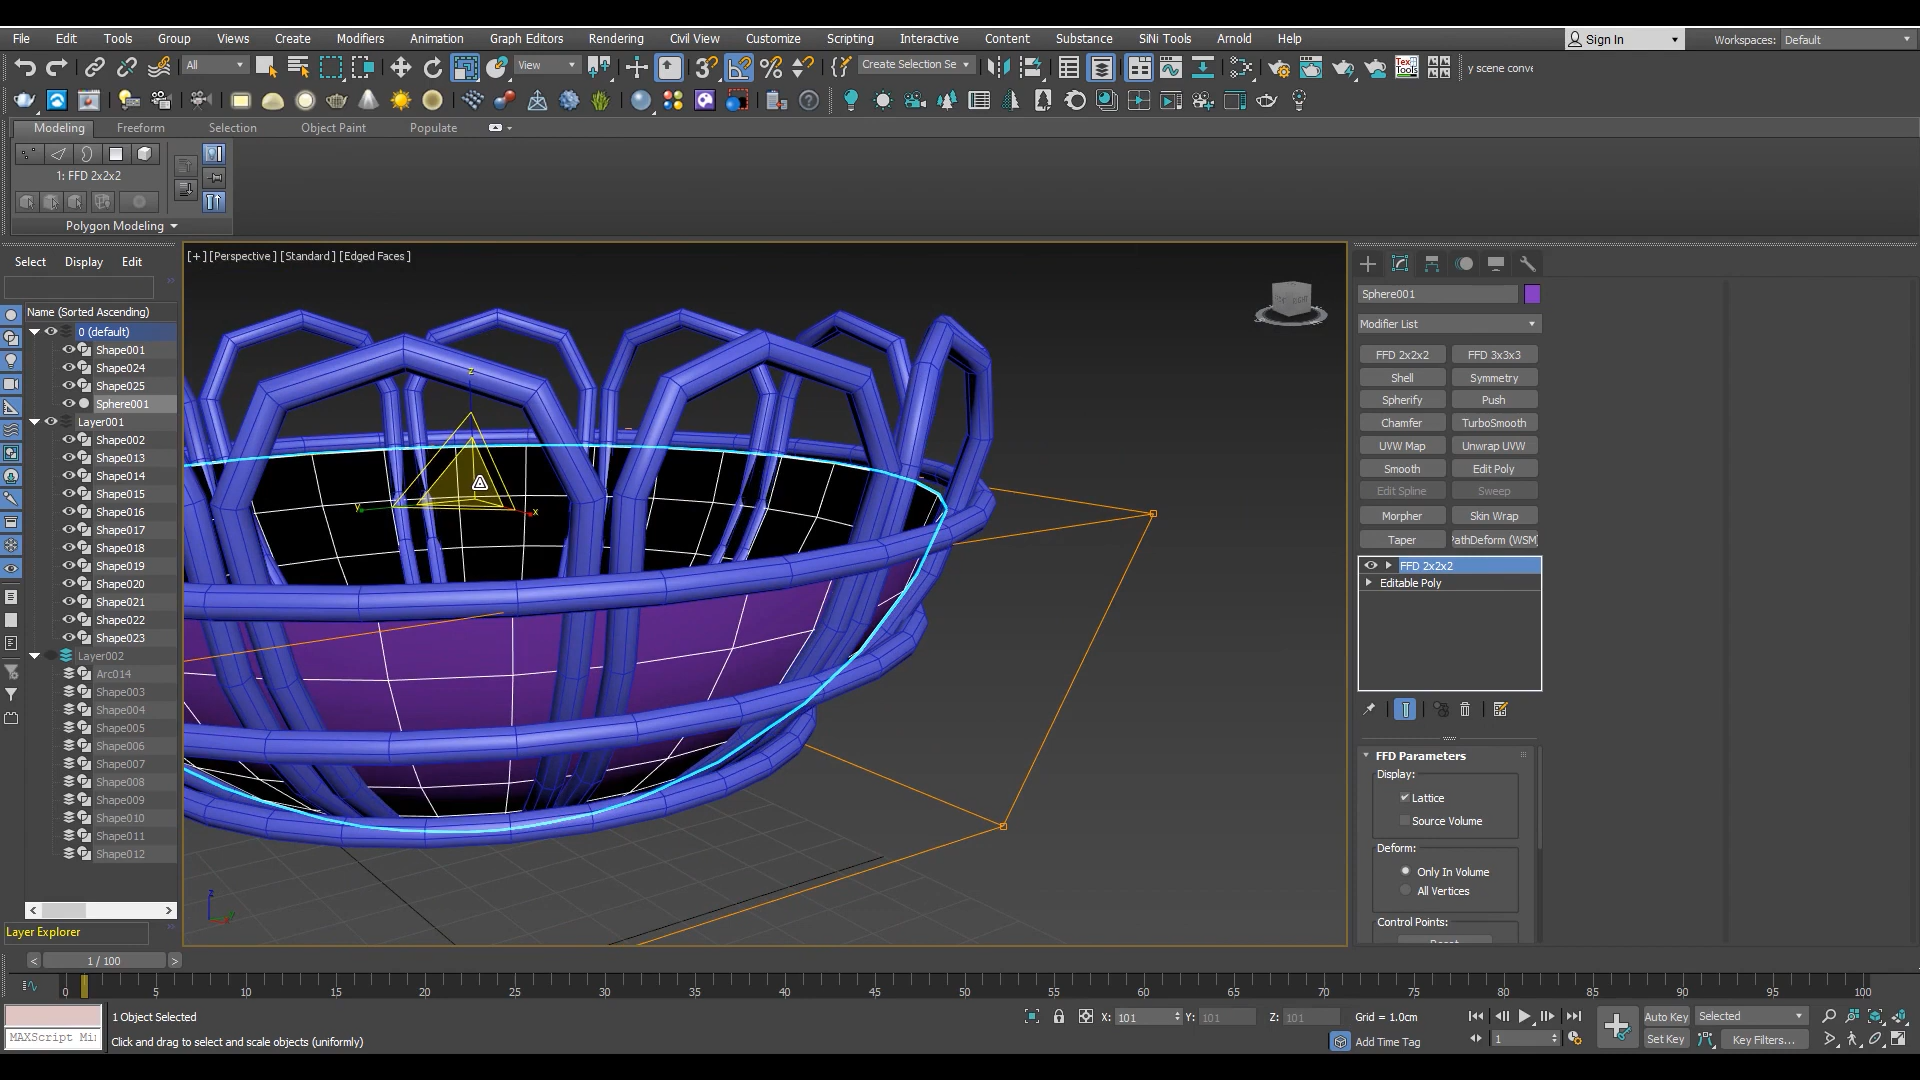 File Edit Tools Group Views Create Modifiers Animation Graph Editors Rendering Civil View Customize Scripting Interactive Content Substance SiNi Tools Arnold Help Sign In Workspaces: Default
All View Create Selection Se Tex Tools y scene conve
Modeling Freeform Selection Object Paint Populate
1: FFD 2x2x2
Polygon Modeling
Select Display Edit
[+] [Perspective] [Standard] [Edged Faces]
Name (Sorted Ascending)
0 (default)
Shape001
Shape024
Shape025
Sphere001
Layer001
Shape002
Shape013
Shape014
Shape015
Shape016
Shape017
Shape018
Shape019
Shape020
Shape021
Shape022
Shape023
Layer002
Arc014
Shape003
Shape004
Shape005
Shape006
Shape007
Shape008
Shape009
Shape010
Shape011
Shape012
Layer Explorer
z
y
x
z
Sphere001
Modifier List
FFD 2x2x2 FFD 3x3x3
Shell Symmetry
Spherify Push
Chamfer TurboSmooth
UVW Map Unwrap UVW
Smooth Edit Poly
Edit Spline Sweep
Morpher Skin Wrap
Taper PathDeform (WSM)
FFD 2x2x2
Editable Poly
FFD Parameters
Display:
Lattice
Source Volume
Deform:
Only In Volume
All Vertices
Control Points:
< 1 / 100 >
0 5 10 15 20 25 30 35 40 45 50 55 60 65 70 75 80 85 90 95 100
1 Object Selected X: 101 Y: 101 Z: 101 Grid = 1.0cm Auto Key Selected
MAXScript Mi Click and drag to select and scale objects (uniformly) Add Time Tag 1 Set Key Key Filters...